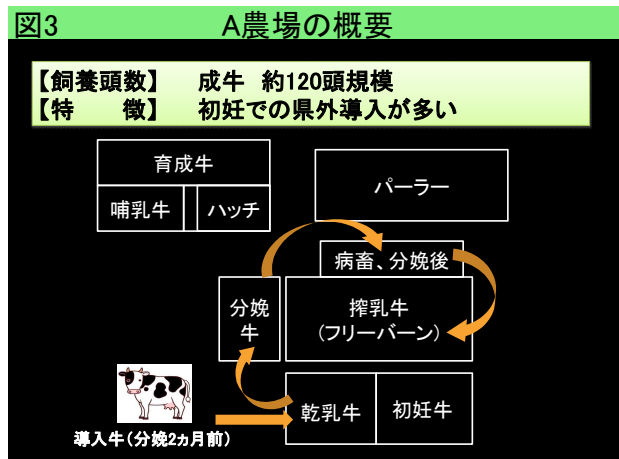 図3 A農場の概要
【飼養頭数】 成牛 約120頭規模
【特 徴】 初妊での県外導入が多い
育成牛
哺乳牛 ハッチ
パーラー
病畜、分娩後
分娩
牛
搾乳牛
(フリーバーン)
乾乳牛 初妊牛
導入牛(分娩2ヵ月前)